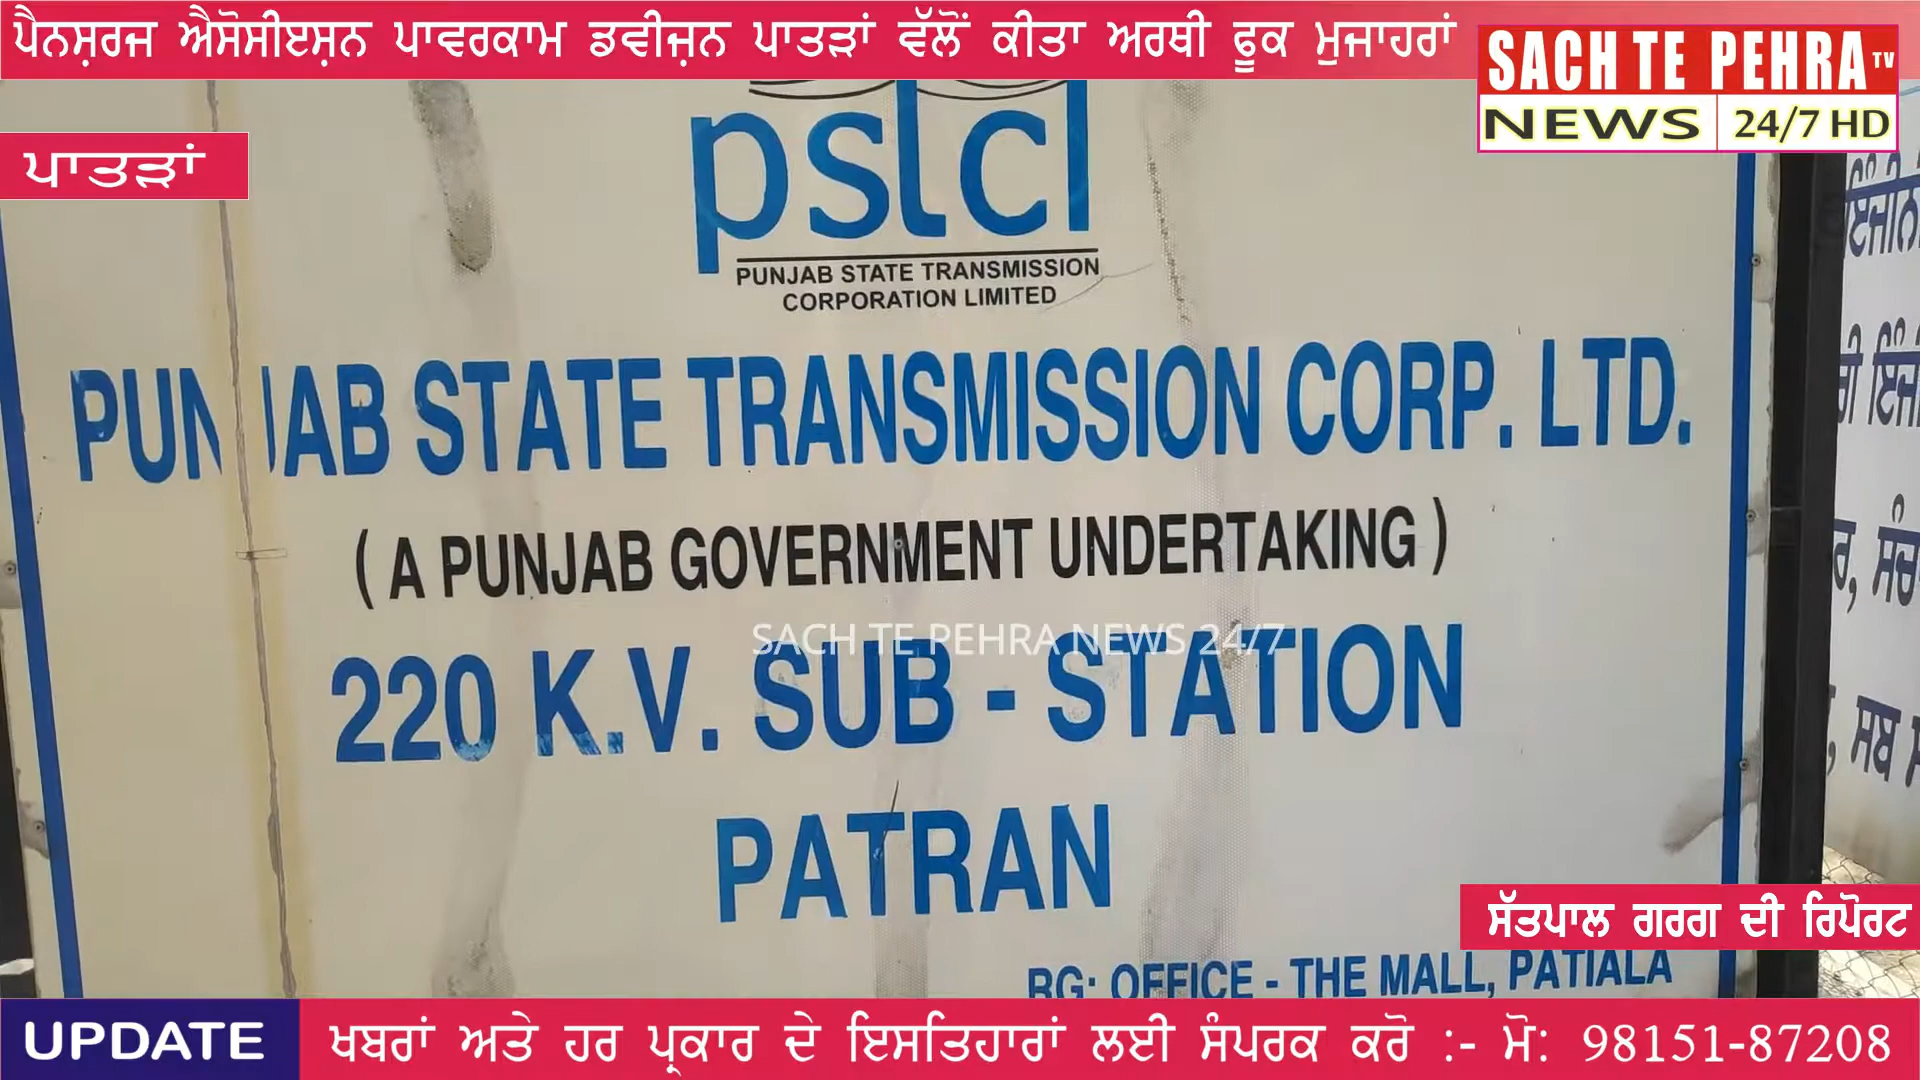 ਪੈਨਸ਼ਰਜ ਐਸੋਸੀਏਸ਼ਨ ਪਾਵਰਕਾਮ ਡਵੀਜ਼ਨ ਪਾਤੜਾਂ ਵੱਲੋਂ ਕੀਤਾ ਅਰਥੀ ਫੂਕ ਮੁਜਾਹਰਾਂ
SACH TE PEHRA TV
NEWS 24/7 HD
ਪਾਤੜਾਂ
pstcl
PUNJAB STATE TRANSMISSION
CORPORATION LIMITED
PUNJAB STATE TRANSMISSION CORP. LTD.
( A PUNJAB GOVERNMENT UNDERTAKING )
SACH TE PEHRA NEWS 24/7
220 K.V. SUB - STATION
PATRAN
ਸੱਤਪਾਲ ਗਰਗ ਦੀ ਰਿਪੋਰਟ
RG: OFFICE - THE MALL, PATIALA
UPDATE ਖਬਰਾਂ ਅਤੇ ਹਰ ਪ੍ਰਕਾਰ ਦੇ ਇਸਤਿਹਾਰਾਂ ਲਈ ਸੰਪਰਕ ਕਰੋ :- ਮੋ: 98151-87208